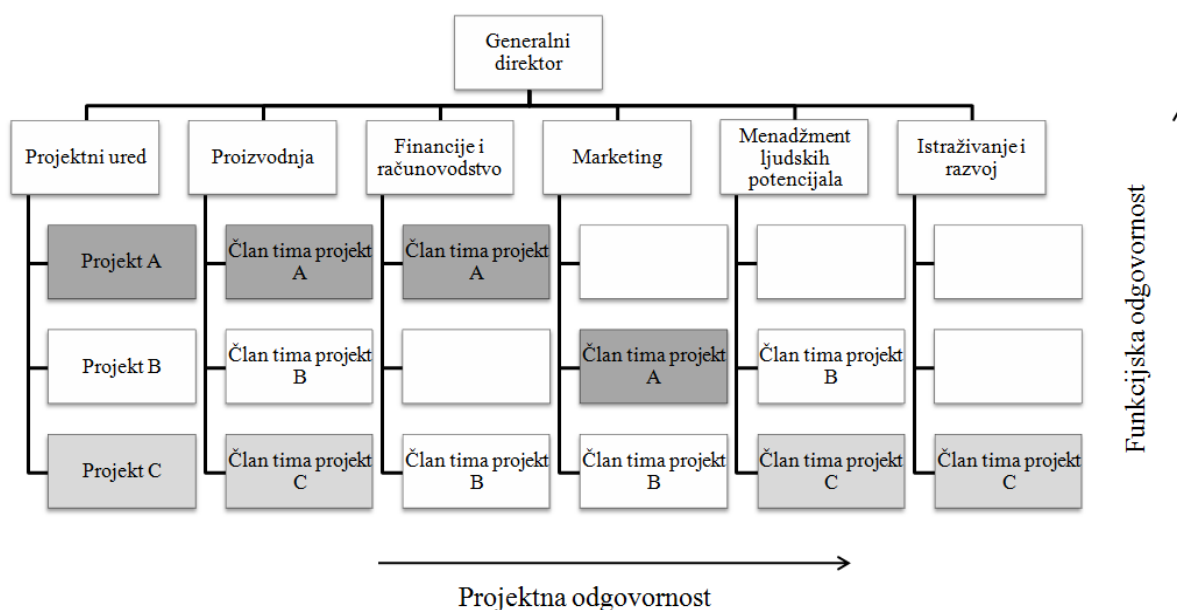 Generalni
direktor
Projektni ured
Proizvodnja
Financije i
računovodstvo
Marketing
Menadžment
ljudskih
potencijala
Istraživanje i
razvoj
Projekt A
Član tima projekt
A
Član tima projekt
A
Projekt B
Član tima projekt
B
Član tima projekt
A
Član tima projekt
B
Projekt C
Član tima projekt
C
Član tima projekt
B
Član tima projekt
B
Član tima projekt
C
Član tima projekt
C
Funkcijska odgovornost
Projektna odgovornost